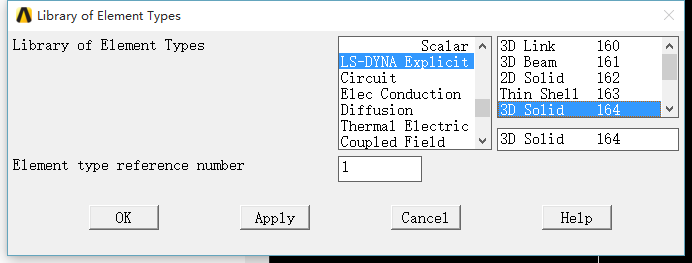 Library of Element Types
Library of Element Types
Scalar
LS-DYNA Explicit
Circuit
Elec Conduction
Diffusion
Thermal Electric
Coupled Field
3D Link 160
3D Beam 161
2D Solid 162
Thin Shell 163
3D Solid 164
3D Solid 164
Element type reference number
1
OK
Apply
Cancel
Help